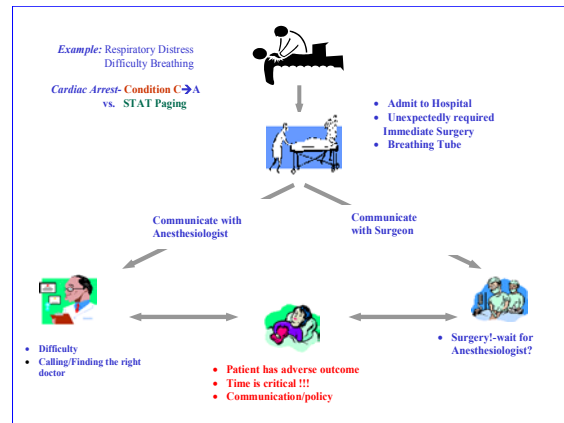 Example: Respiratory Distress
Difficulty Breathing
Cardiac Arrest- Condition C→A
vs. STAT Paging
• Admit to Hospital
• Unexpectedly required
Immediate Surgery
• Breathing Tube
Communicate with
Anesthesiologist
Communicate
with Surgeon
• Difficulty
• Calling/Finding the right
doctor
• Patient has adverse outcome
• Time is critical !!!
• Communication/policy
• Surgery!-wait for
Anesthesiologist?